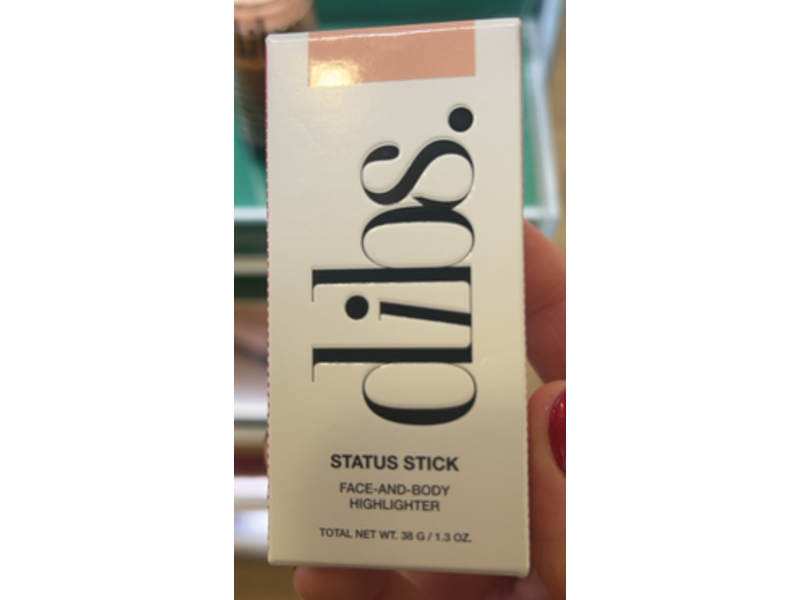 dibs.
STATUS STICK
FACE-AND-BODY
HIGHLIGHTER
TOTAL NET WT. 38 G / 1.3 OZ.